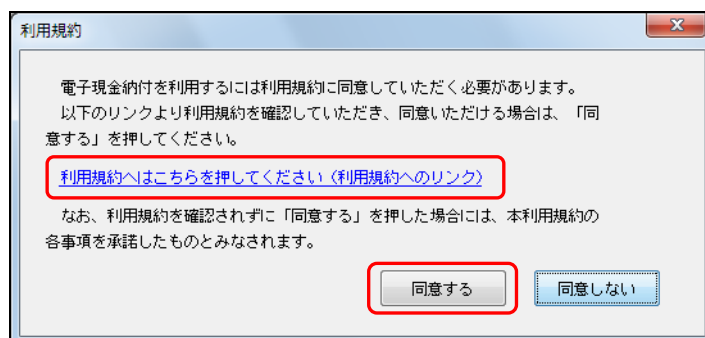 利用規約
電子現金納付を利用するには利用規約に同意していただく必要があります。
以下のリンクより利用規約を確認していただき、同意いただける場合は、「同
意する」を押してください。
利用規約へはこちらを押してください（利用規約へのリンク）
なお、利用規約を確認されずに「同意する」を押した場合には、本利用規約の
各事項を承諾したものとみなされます。
同意する
同意しない